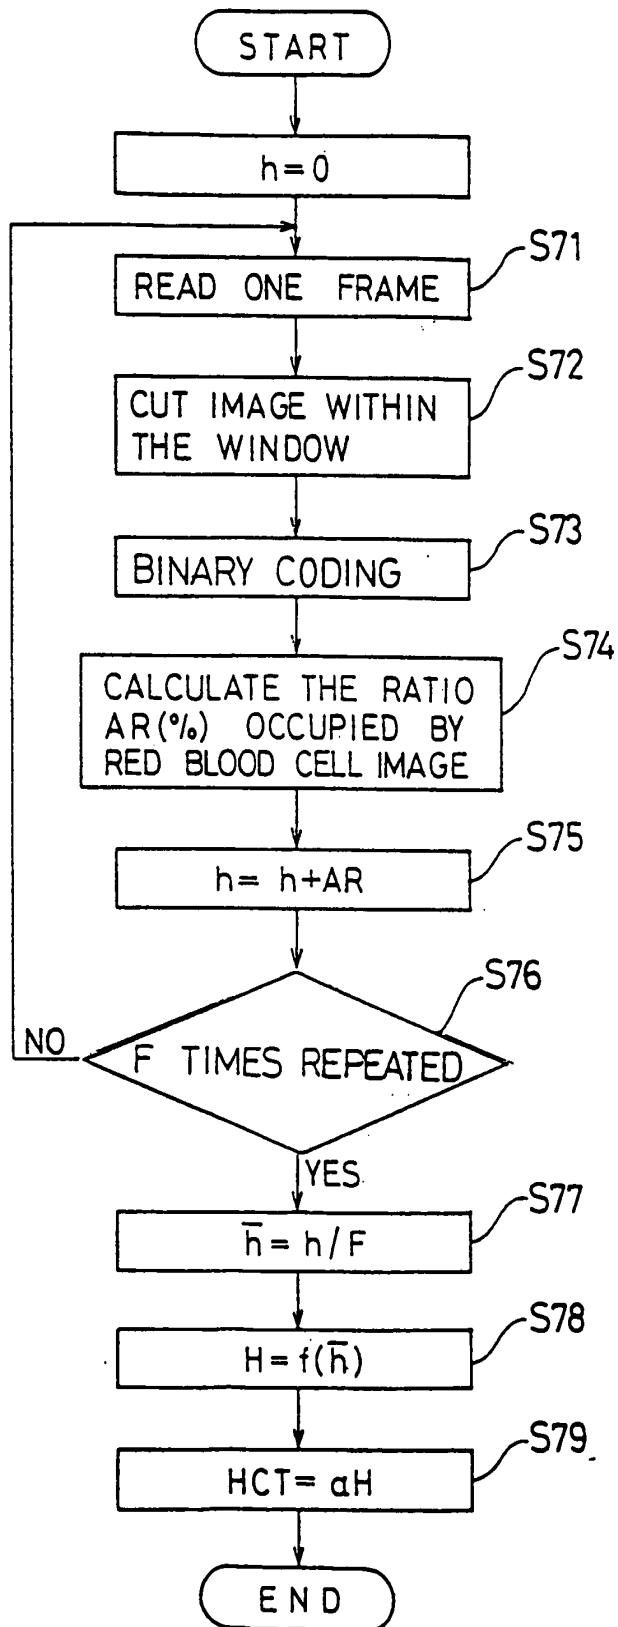 START
h=0
S71
READ ONE FRAME
S72
CUT IMAGE WITHIN
THE WINDOW
S73
BINARY CODING
S74
CALCULATE THE RATIO
AR(%) OCCUPIED BY
RED BLOOD CELL IMAGE
S75
h= h+AR
S76
NO
F TIMES REPEATED
YES
S77
h̅= h/F
S78
H=f(h̅)
S79
HCT= αH
END